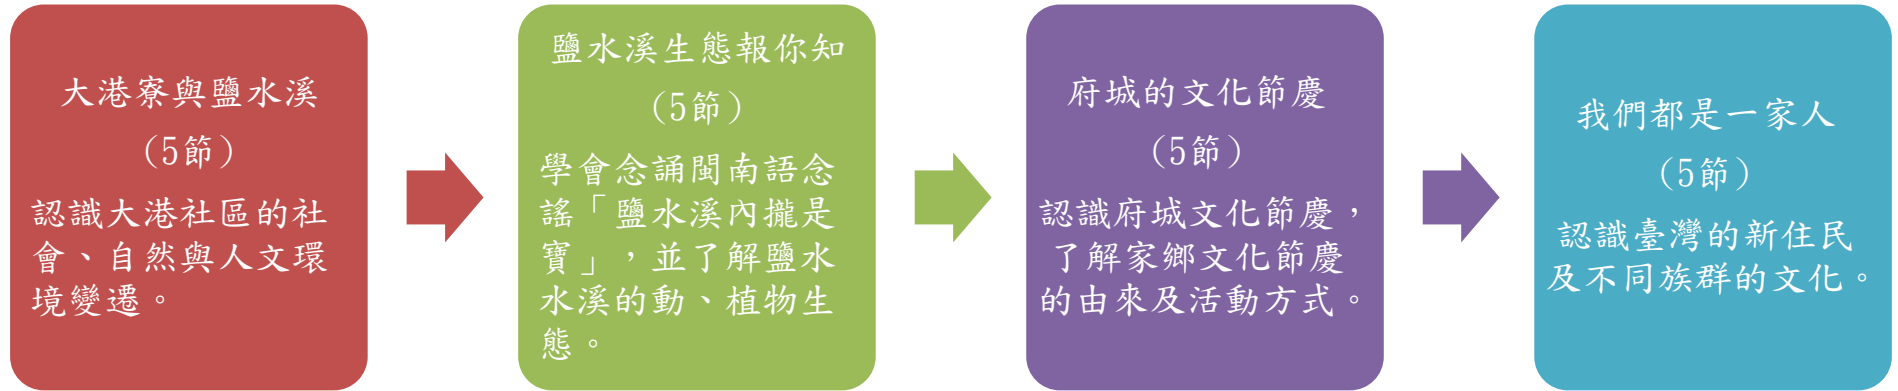 大港寮與鹽水溪
（5節）
認識大港社區的社
會、自然與人文環
境變遷。
鹽水溪生態報你知
（5節）
學會念誦閩南語念
謠「鹽水溪內攏是
寶」，並了解鹽水
水溪的動、植物生
態。
府城的文化節慶
（5節）
認識府城文化節慶，
了解家鄉文化節慶
的由來及活動方式。
我們都是一家人
（5節）
認識臺灣的新住民
及不同族群的文化。